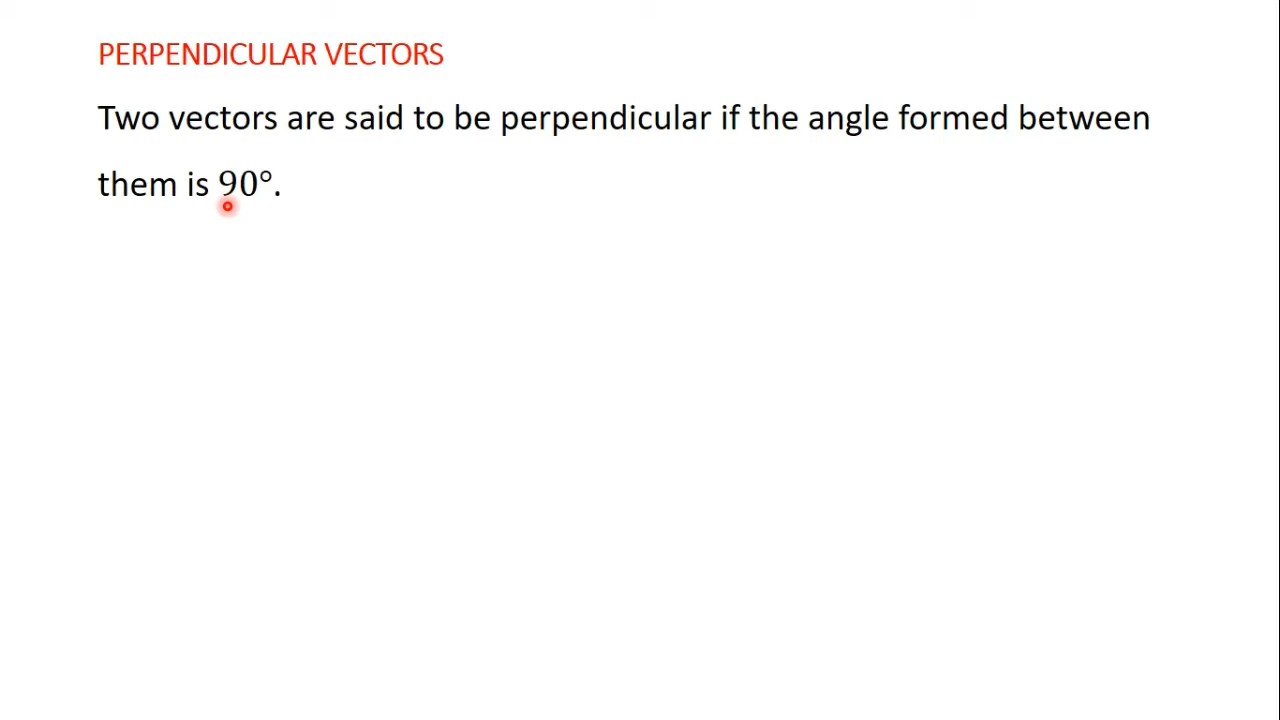 PERPENDICULAR VECTORS
Two vectors are said to be perpendicular if the angle formed between
them is 90°.